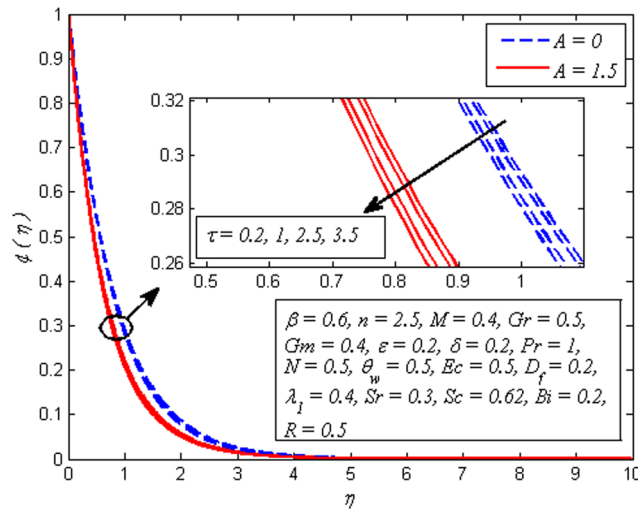 1
0.9
0.8
0.7
0.6
0.5
0.4
0.3
0.2
0.1
0
ϕ(η)
A = 0
A = 1.5
0.32
0.3
0.28
0.26
0.5 0.6 0.7 0.8 0.9 1
τ = 0.2, 1, 2.5, 3.5
β = 0.6, n = 2.5, M = 0.4, Gr = 0.5,
Gm = 0.4, ε = 0.2, δ = 0.2, Pr = 1,
N = 0.5, θ_w = 0.5, Ec = 0.5, D_f = 0.2,
λ_1 = 0.4, Sr = 0.3, Sc = 0.62, Bi = 0.2,
R = 0.5
0 1 2 3 4 5 6 7 8 9 10
η